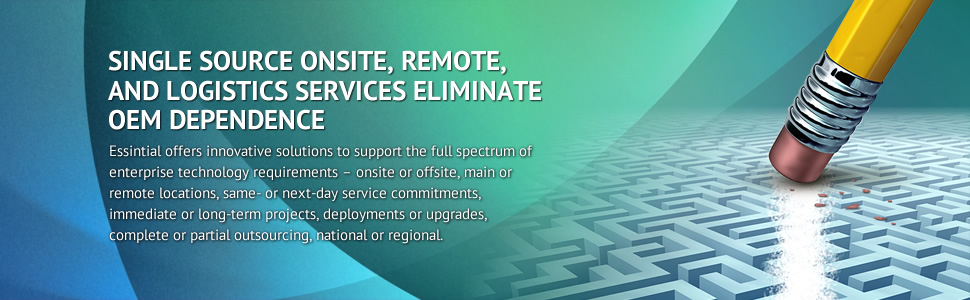 SINGLE SOURCE ONSITE, REMOTE,
AND LOGISTICS SERVICES ELIMINATE
OEM DEPENDENCE
Essintial offers innovative solutions to support the full spectrum of
enterprise technology requirements – onsite or offsite, main or
remote locations, same- or next-day service commitments,
immediate or long-term projects, deployments or upgrades,
complete or partial outsourcing, national or regional.